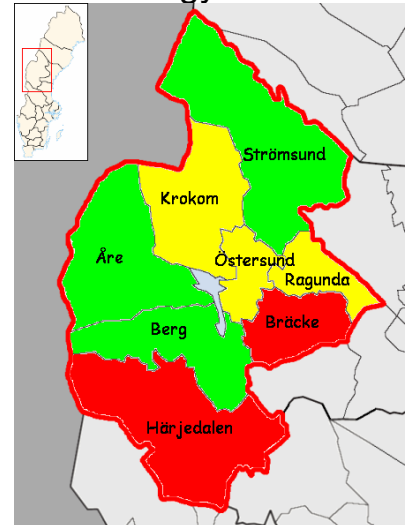 Strömsund
Krokom
Åre
Östersund
Ragunda
Bräcke
Berg
Härjedalen